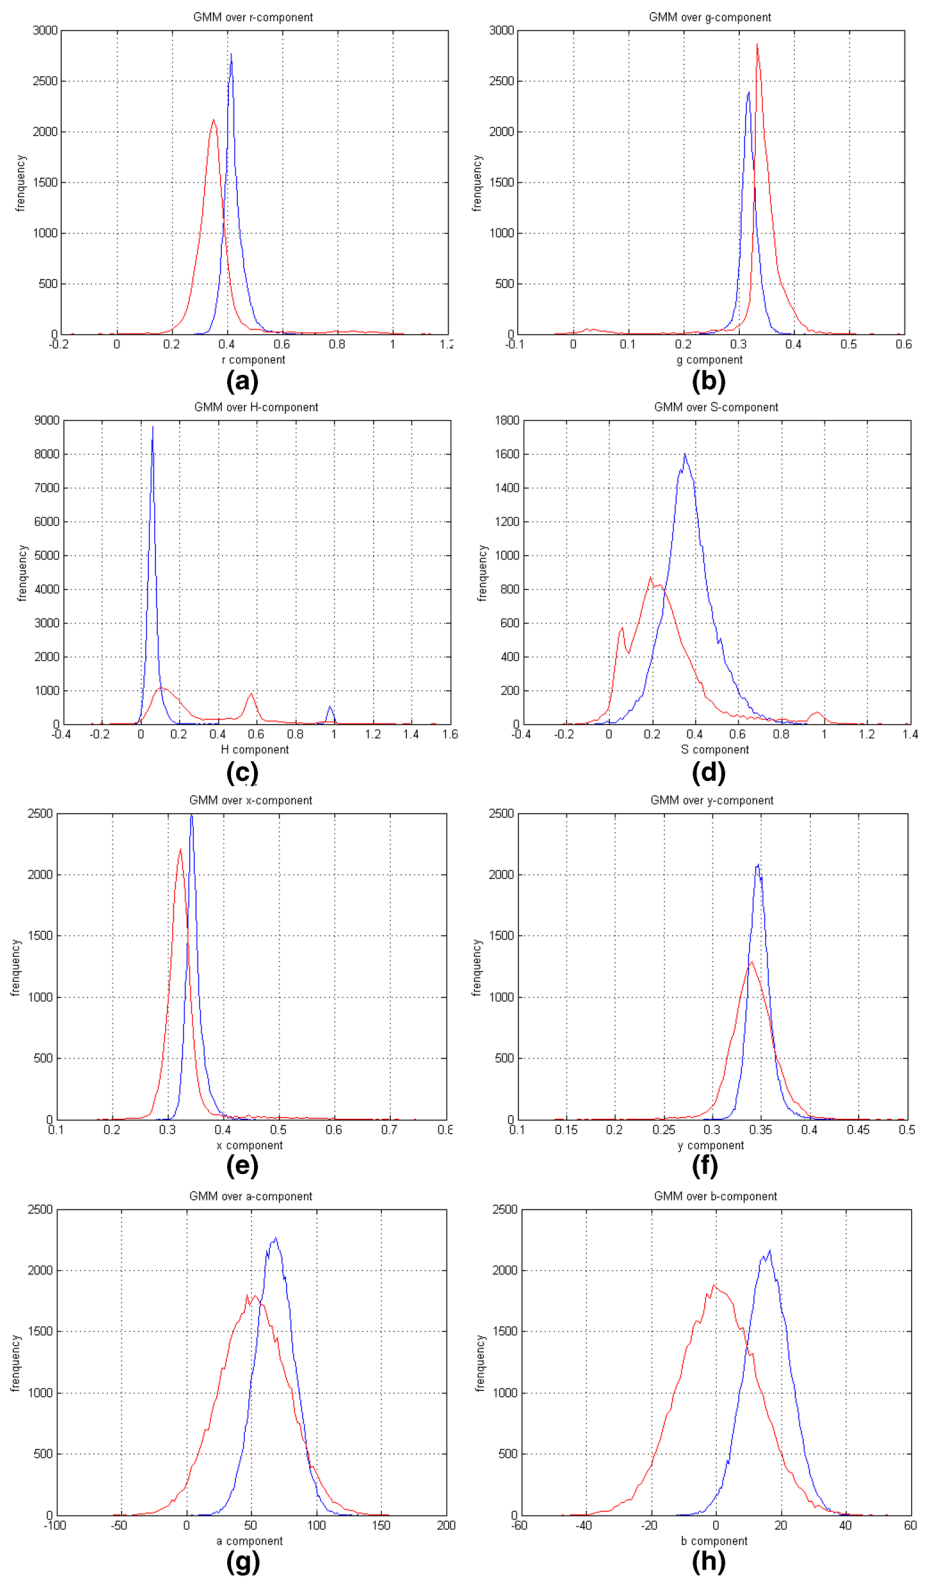 GMM over r-component
3000
2500
2000
1500
1000
500
0
frenquency
-0.2 0 0.2 0.4 0.6 0.8 1 1.2
r component
(a)
GMM over g-component
3000
2500
2000
1500
1000
500
0
frenquency
-0.1 0 0.1 0.2 0.3 0.4 0.5 0.6
g component
(b)
GMM over H-component
9000
8000
7000
6000
5000
4000
3000
2000
1000
0
frenquency
-0.4 -0.2 0 0.2 0.4 0.6 0.8 1 1.2 1.4 1.6
H component
(c)
GMM over S-component
1800
1600
1400
1200
1000
800
600
400
200
0
frenquency
-0.4 -0.2 0 0.2 0.4 0.6 0.8 1 1.2 1.4
S component
(d)
GMM over x-component
2500
2000
1500
1000
500
0
frenquency
0.1 0.2 0.3 0.4 0.5 0.6 0.7 0.8
x component
(e)
GMM over y-component
2500
2000
1500
1000
500
0
frenquency
0.1 0.15 0.2 0.25 0.3 0.35 0.4 0.45 0.5
y component
(f)
GMM over a-component
2500
2000
1500
1000
500
0
frenquency
-100 -50 0 50 100 150 200
a component
(g)
GMM over b-component
2500
2000
1500
1000
500
0
frenquency
-60 -40 -20 0 20 40 60
b component
(h)